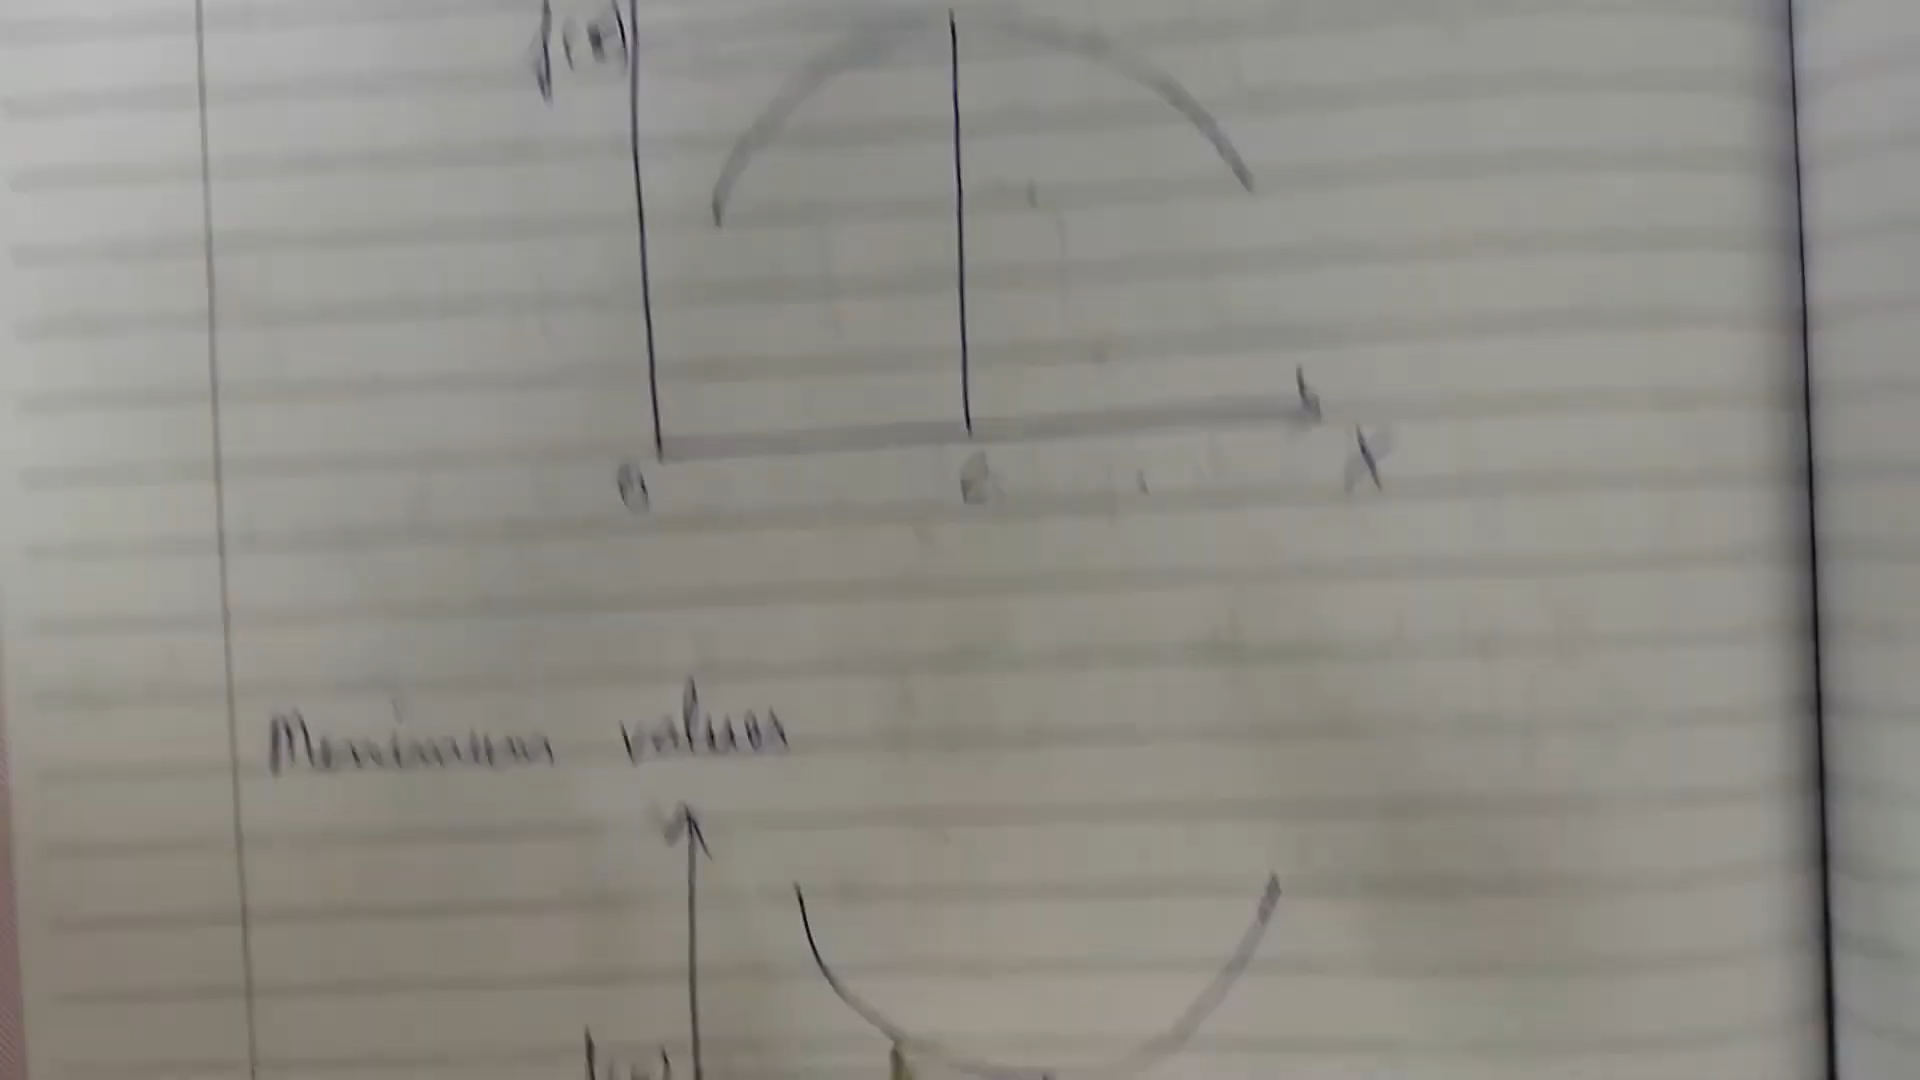 f(x)
0 c x
Minimum values
f(x)